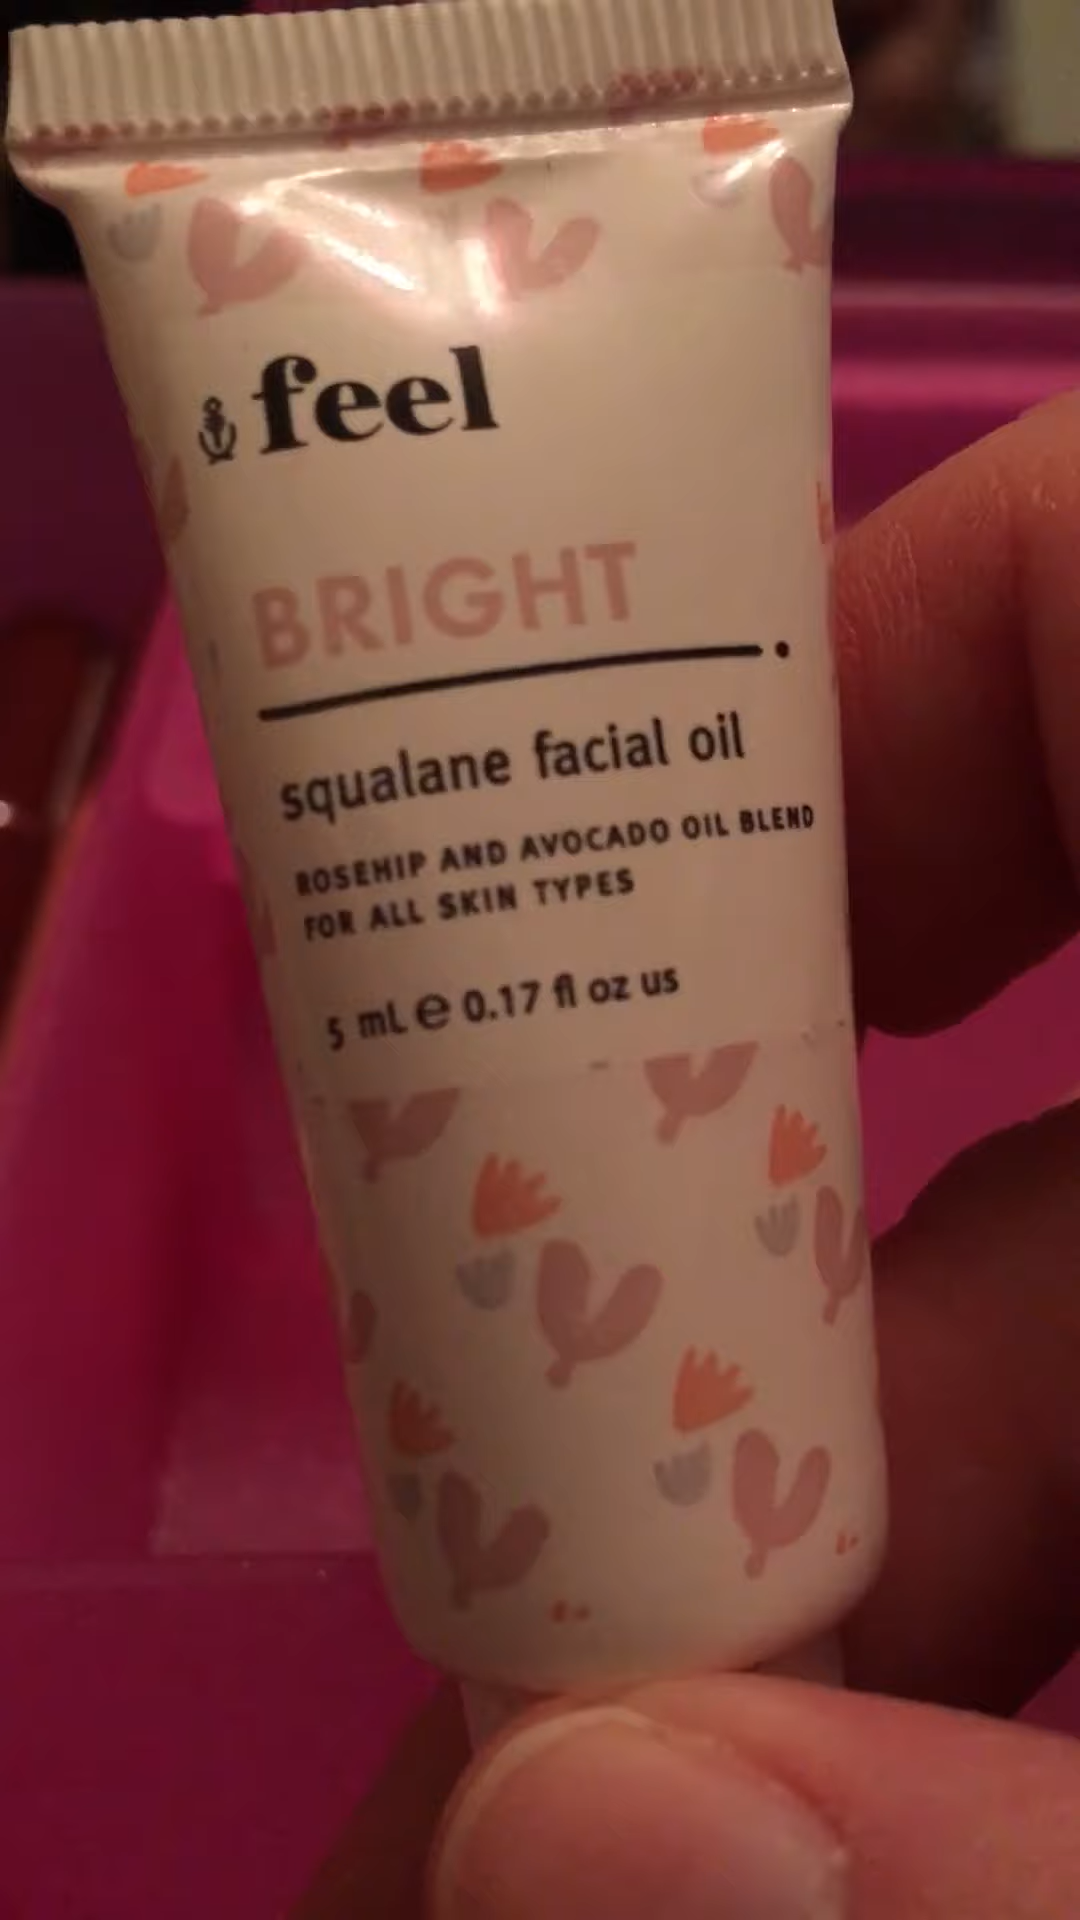 feel
BRIGHT
squalane facial oil
ROSEHIP AND AVOCADO OIL BLEND
FOR ALL SKIN TYPES
5 mL e 0.17 fl oz us